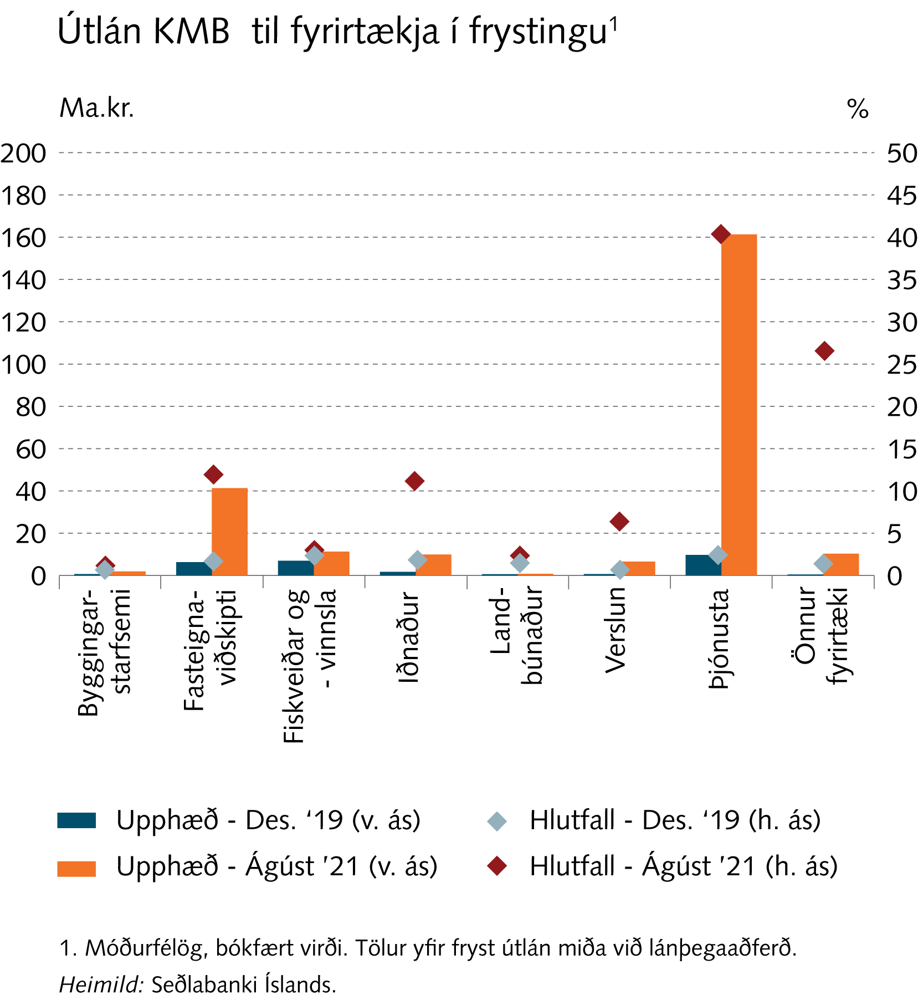 Útlán KMB til fyrirtækja í frystingu¹
Ma.kr.
%
200
180
160
140
120
100
80
60
40
20
0
50
45
40
35
30
25
20
15
10
5
0
Byggingar-
starfsemi
Fasteigna-
viðskipti
Fiskveiðar og
- vinnsla
Iðnaður
Land-
búnaður
Verslun
Þjónusta
Önnur
fyrirtæki
Upphæð - Des. ‘19 (v. ás)
Hlutfall - Des. ‘19 (h. ás)
Upphæð - Ágúst ’21 (v. ás)
Hlutfall - Ágúst ’21 (h. ás)
1. Móðurfélög, bókfært virði. Tölur yfir fryst útlán miða við lánþegaaðferð.
Heimild: Seðlabanki Íslands.